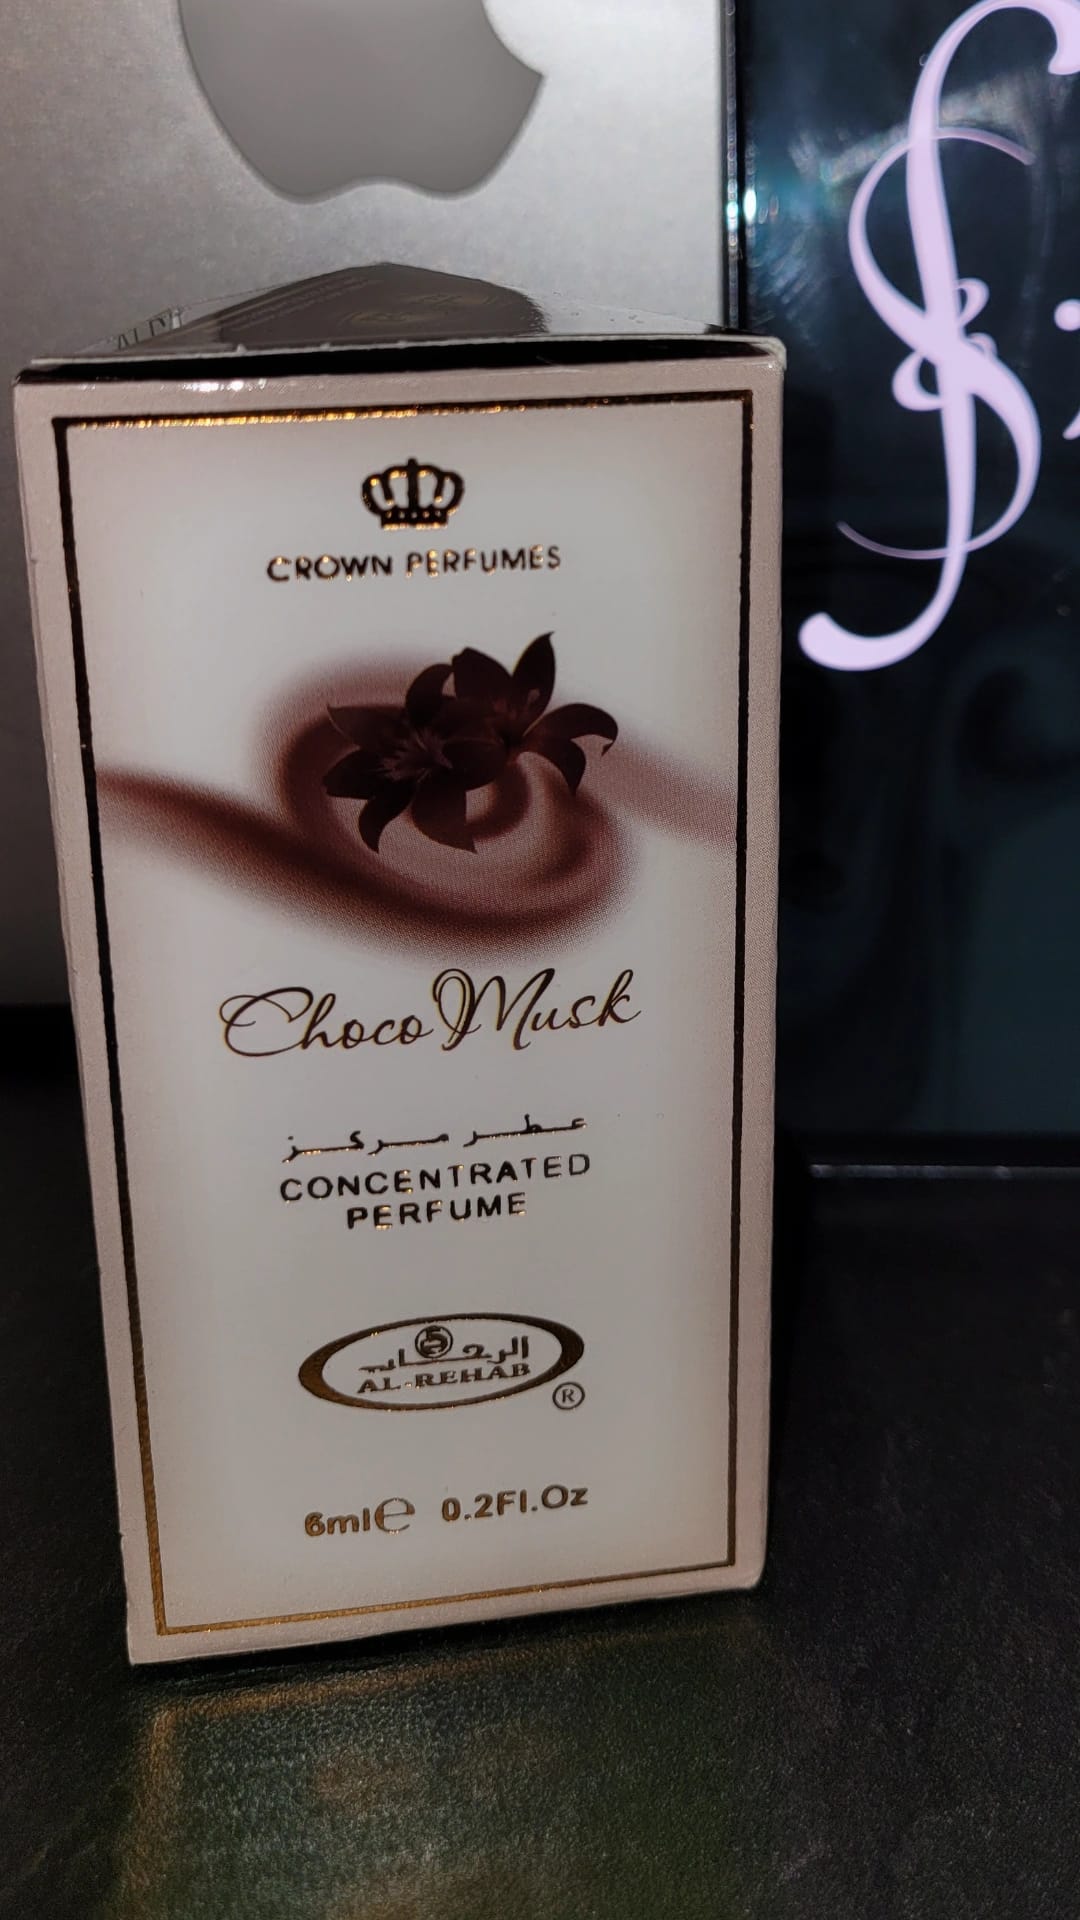 CROWN PERFUMES
Choco Musk
عطر مركز
CONCENTRATED
PERFUME
الرحاب
AL-REHAB
®
6ml℮ 0.2Fl.Oz